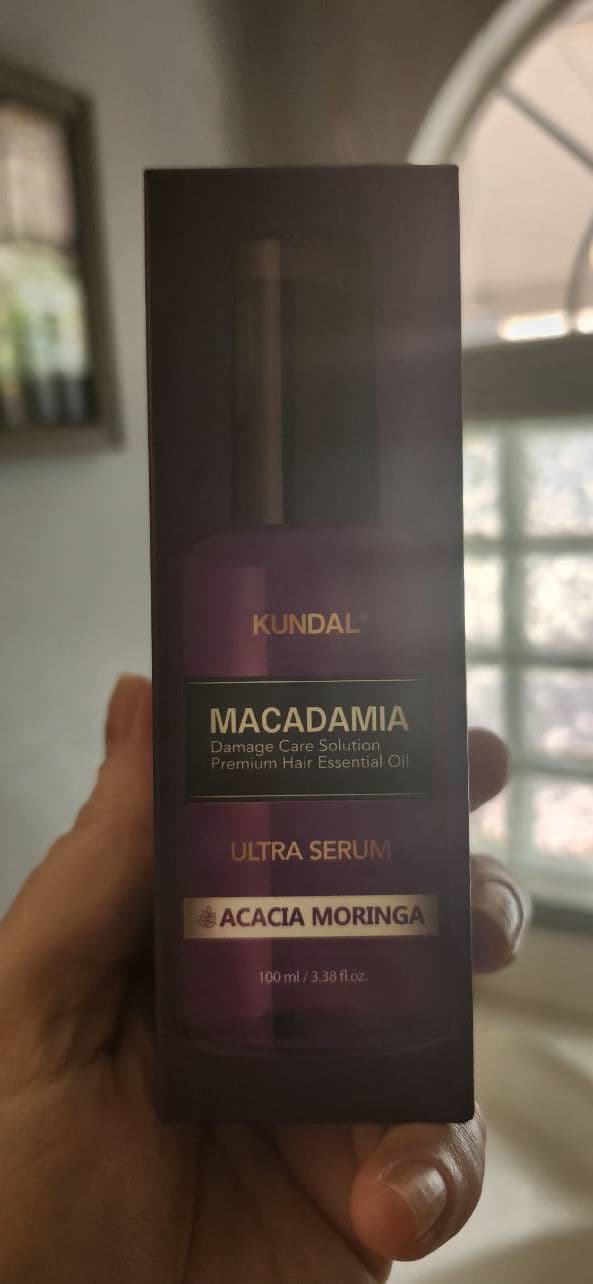 KUNDAL®
MACADAMIA
Damage Care Solution
Premium Hair Essential Oil
ULTRA SERUM
ACACIA MORINGA
100 ml / 3.38 fl.oz.